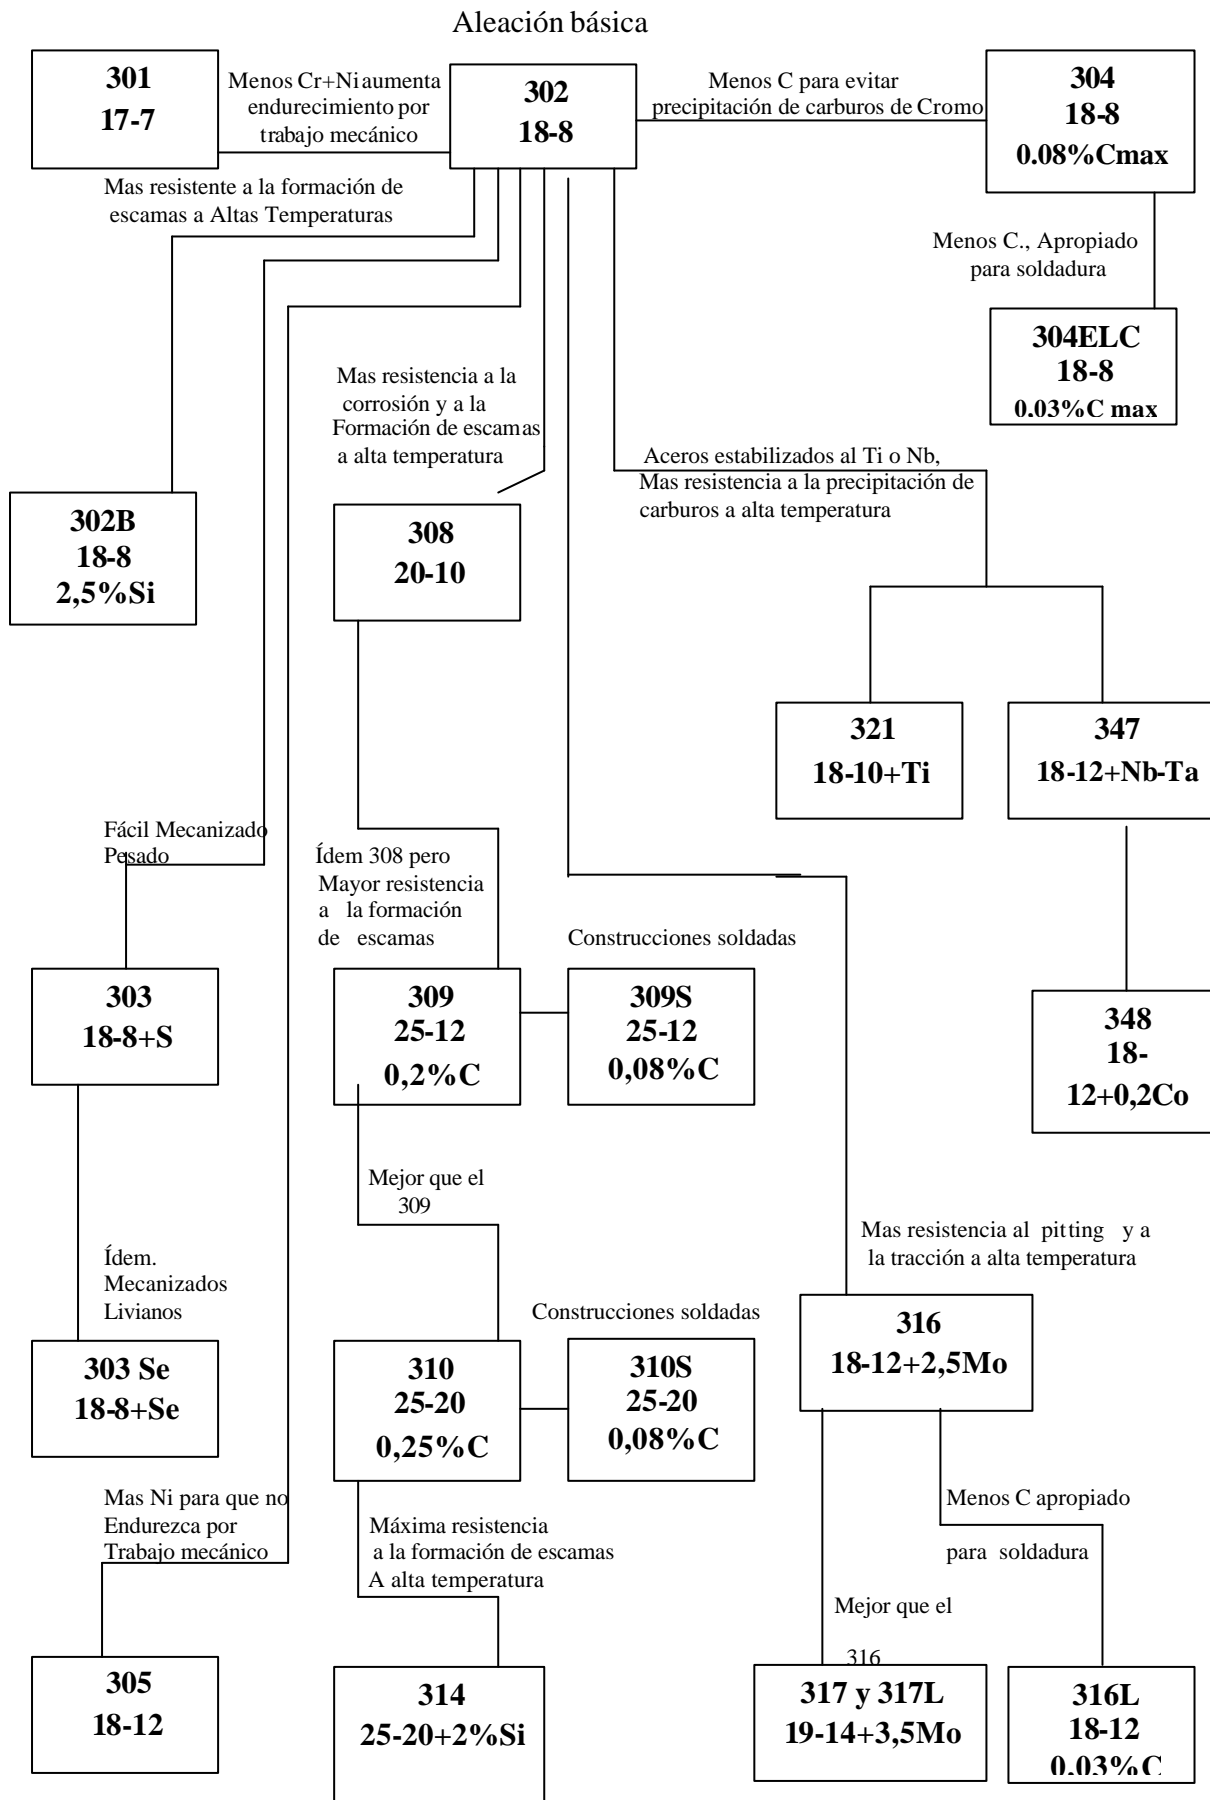 Aleación básica
301
17-7
Menos Cr+Ni aumenta
endurecimiento por
trabajo mecánico
302
18-8
Menos C para evitar
precipitación de carburos de Cromo
304
18-8
0.08%Cmax
Mas resistente a la formación de
escamas a Altas Temperaturas
Menos C., Apropiado
para soldadura
304ELC
18-8
0.03%C max
Mas resistencia a la
corrosión y a la
Formación de escamas
a alta temperatura
Aceros estabilizados al Ti o Nb,
Mas resistencia a la precipitación de
carburos a alta temperatura
302B
18-8
2,5%Si
308
20-10
321
18-10+Ti
347
18-12+Nb-Ta
Fácil Mecanizado
Pesado
Ídem 308 pero
Mayor resistencia
a la formación
de escamas
Construcciones soldadas
303
18-8+S
309
25-12
0,2%C
309S
25-12
0,08%C
348
18-
12+0,2Co
Mejor que el
309
Mas resistencia al pitting y a
la tracción a alta temperatura
Ídem.
Mecanizados
Livianos
Construcciones soldadas
303 Se
18-8+Se
310
25-20
0,25%C
310S
25-20
0,08%C
316
18-12+2,5Mo
Mas Ni para que no
Endurezca por
Trabajo mecánico
Máxima resistencia
a la formación de escamas
A alta temperatura
Menos C apropiado
para soldadura
Mejor que el
316
305
18-12
314
25-20+2%Si
317 y 317L
19-14+3,5Mo
316L
18-12
0.03%C